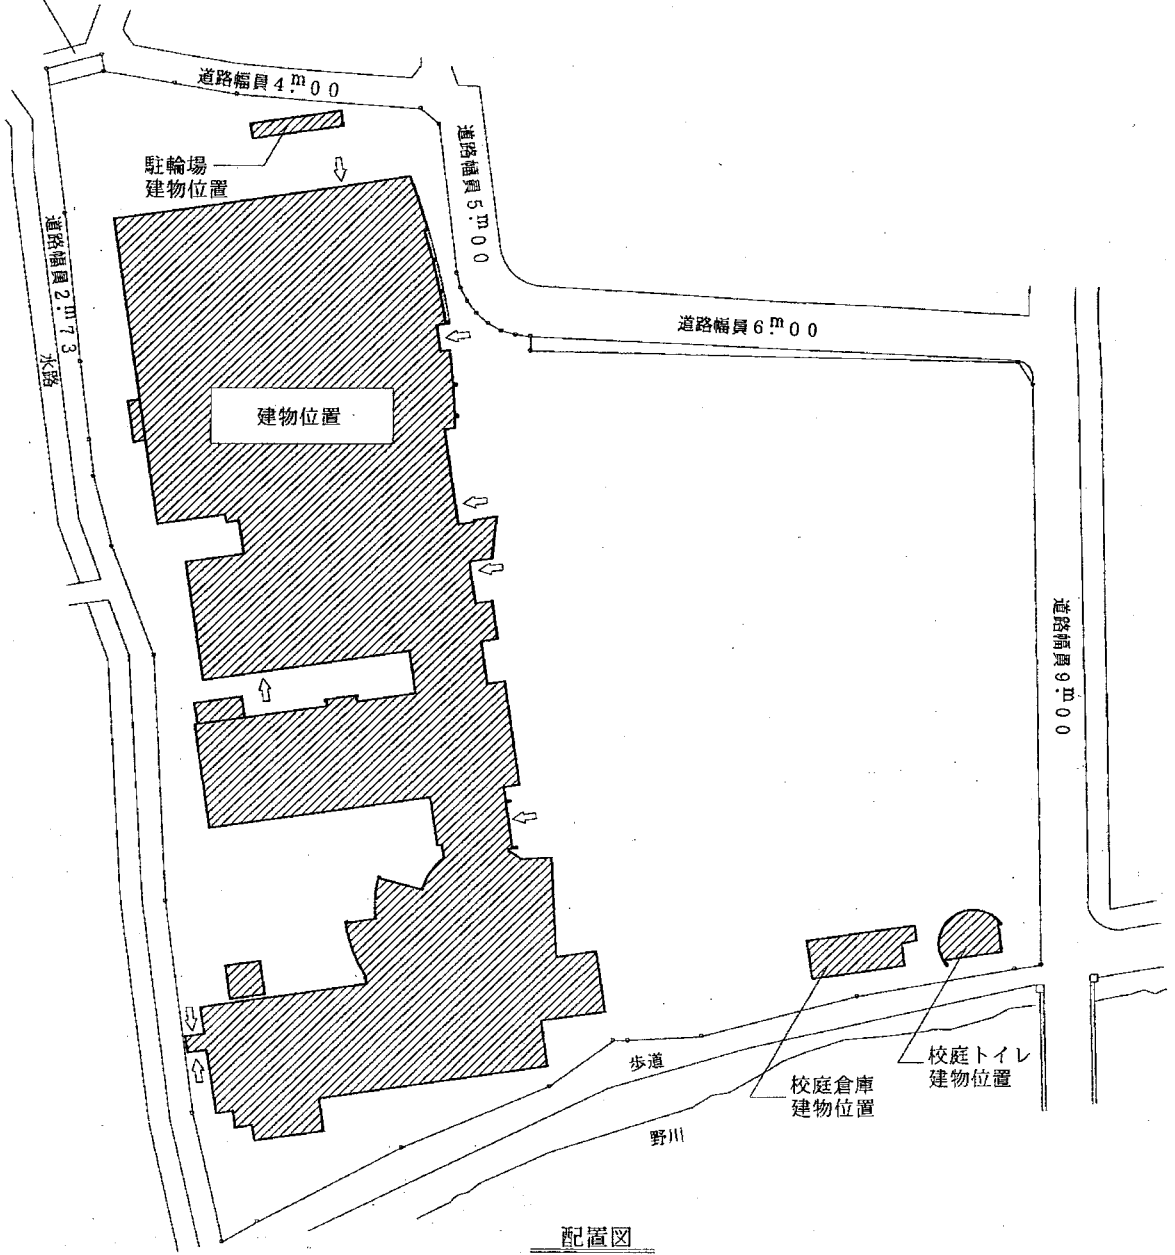 道路幅員4.m00
駐輪場
建物位置
道路幅員5.m00
道路幅員2.m73
水路
道路幅員6.m00
建物位置
道路幅員9.m00
歩道
校庭トイレ
建物位置
校庭倉庫
建物位置
野川
配置図